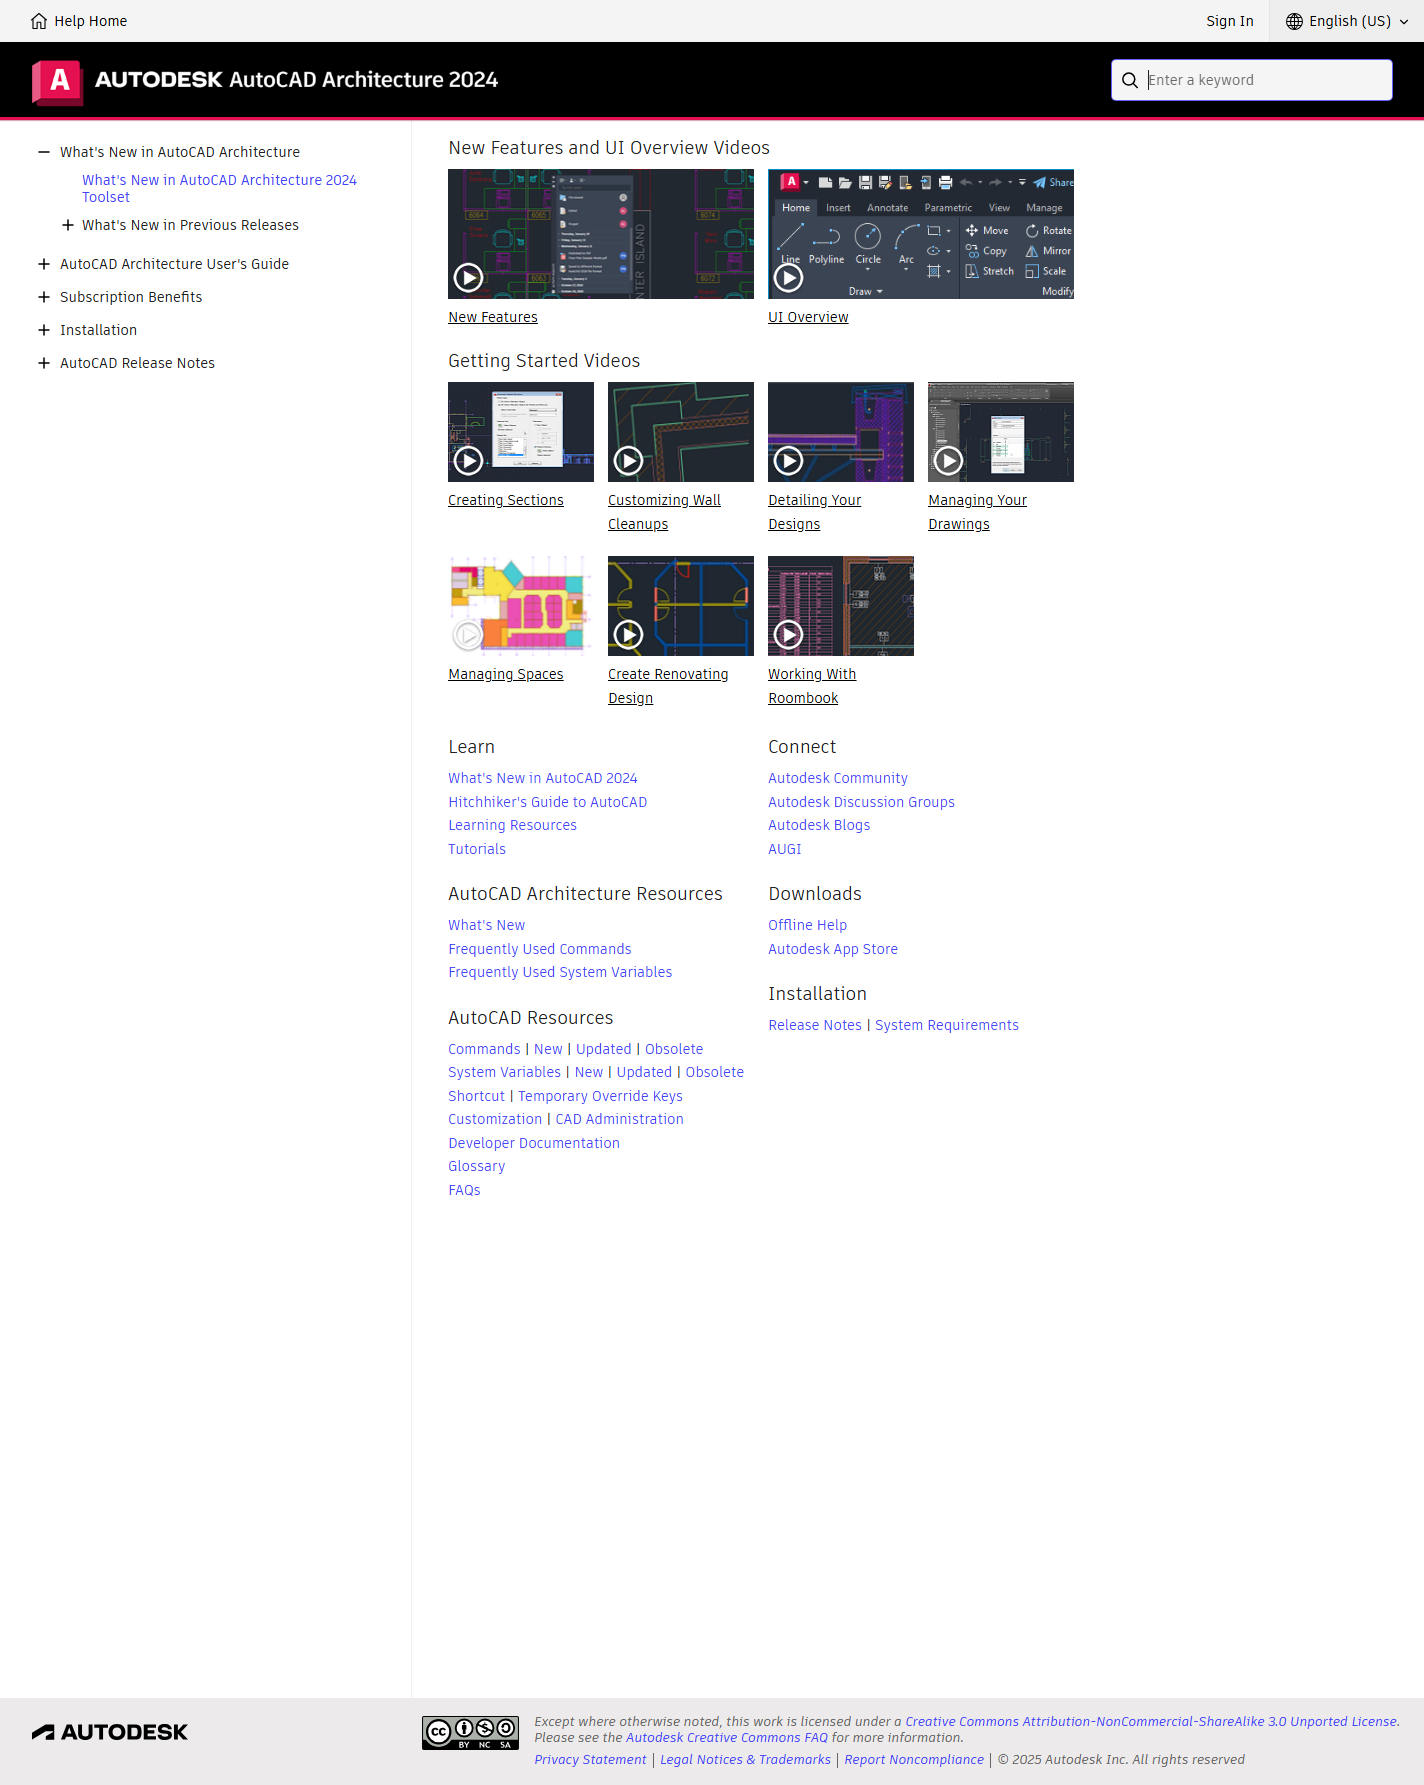 Help Home
Sign In
English (US)
A
AUTODESK AutoCAD Architecture 2024
Enter a keyword
What's New in AutoCAD Architecture
What's New in AutoCAD Architecture 2024
Toolset
What's New in Previous Releases
AutoCAD Architecture User's Guide
Subscription Benefits
Installation
AutoCAD Release Notes
New Features and UI Overview Videos
6064
6065
6074
6062
6072
A
Share
Home Insert Annotate Parametric View Manage
Move Rotate
Line Polyline Circle Arc
Copy Mirror
Stretch Scale
Draw
Modify
New Features
UI Overview
Getting Started Videos
Creating Sections
Customizing Wall
Cleanups
Detailing Your
Designs
Managing Your
Drawings
Managing Spaces
Create Renovating
Design
Working With
Roombook
Learn
What's New in AutoCAD 2024
Hitchhiker's Guide to AutoCAD
Learning Resources
Tutorials
Connect
Autodesk Community
Autodesk Discussion Groups
Autodesk Blogs
AUGI
AutoCAD Architecture Resources
What's New
Frequently Used Commands
Frequently Used System Variables
Downloads
Offline Help
Autodesk App Store
Installation
Release Notes | System Requirements
AutoCAD Resources
Commands | New | Updated | Obsolete
System Variables | New | Updated | Obsolete
Shortcut | Temporary Override Keys
Customization | CAD Administration
Developer Documentation
Glossary
FAQs
AUTODESK
cc
BY NC SA
Except where otherwise noted, this work is licensed under a Creative Commons Attribution-NonCommercial-ShareAlike 3.0 Unported License.
Please see the Autodesk Creative Commons FAQ for more information.
Privacy Statement | Legal Notices & Trademarks | Report Noncompliance | © 2025 Autodesk Inc. All rights reserved